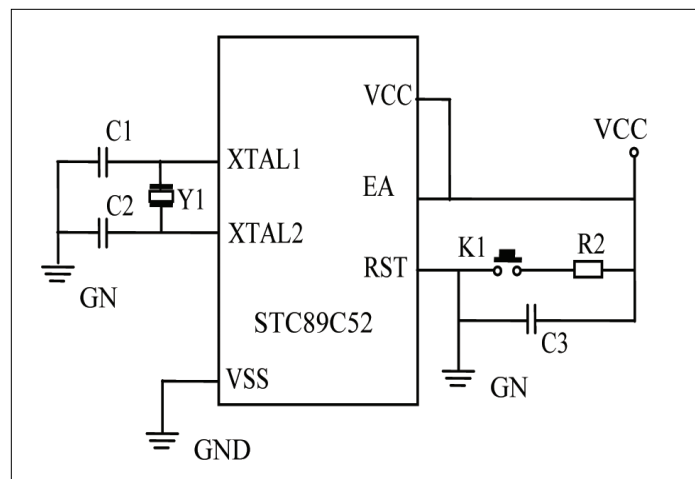 VCC
C1
VCC
XTAL1
C2
Y1
EA
XTAL2
K1
R2
RST
GN
STC89C52
C3
VSS
GN
GND